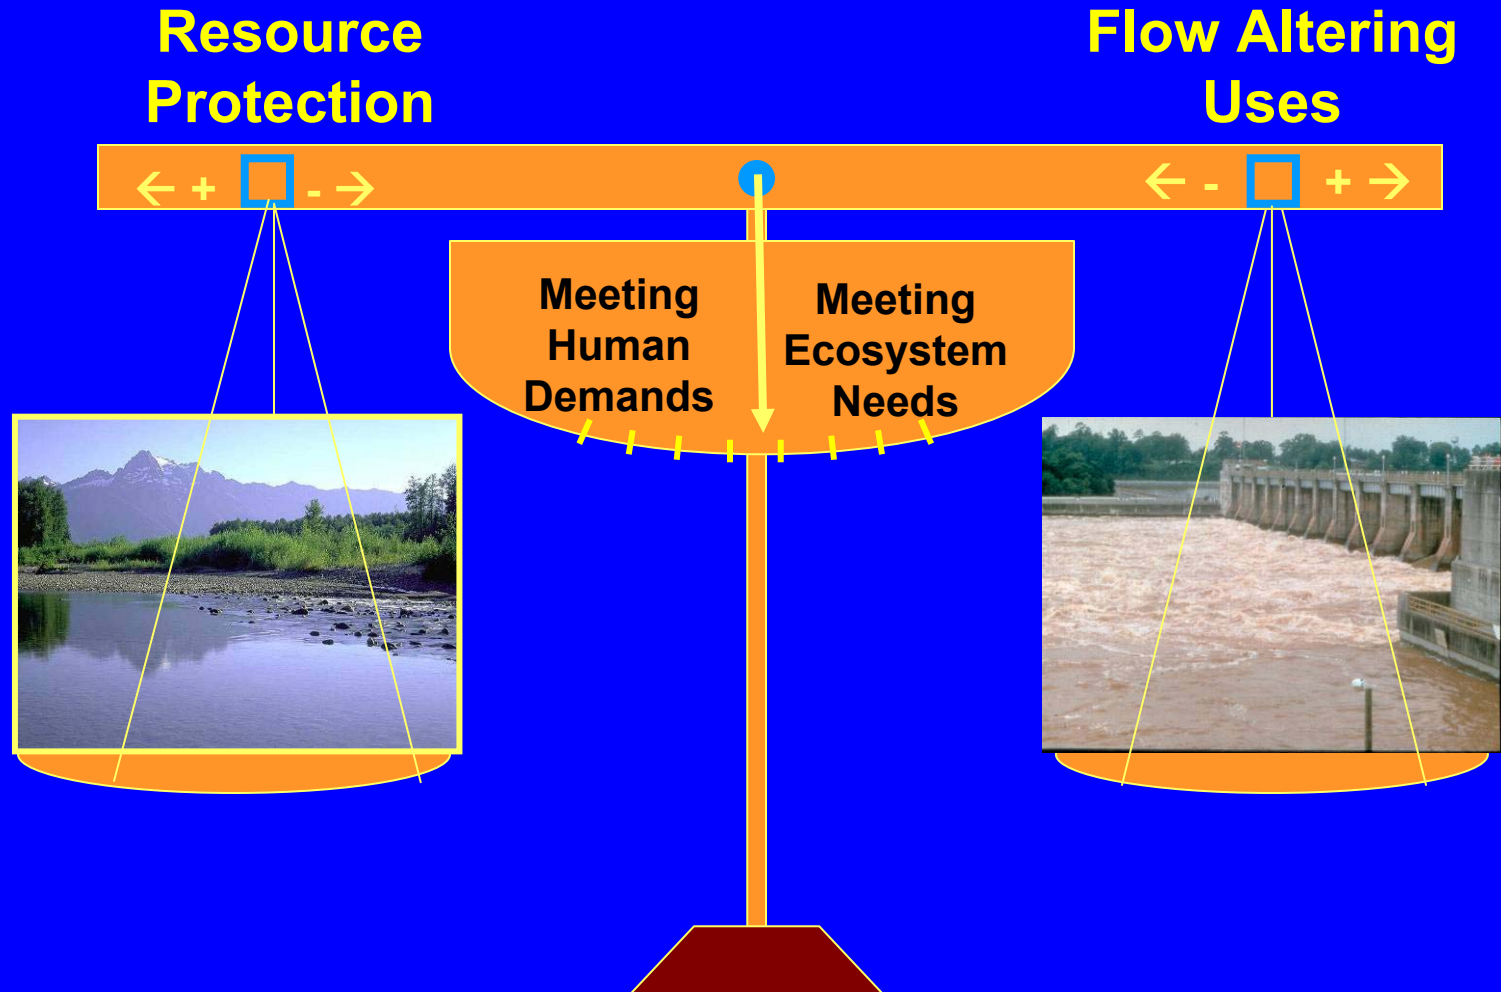 Resource
Protection
Flow Altering
Uses
← + - →
← - + →
Meeting
Human
Demands
Meeting
Ecosystem
Needs